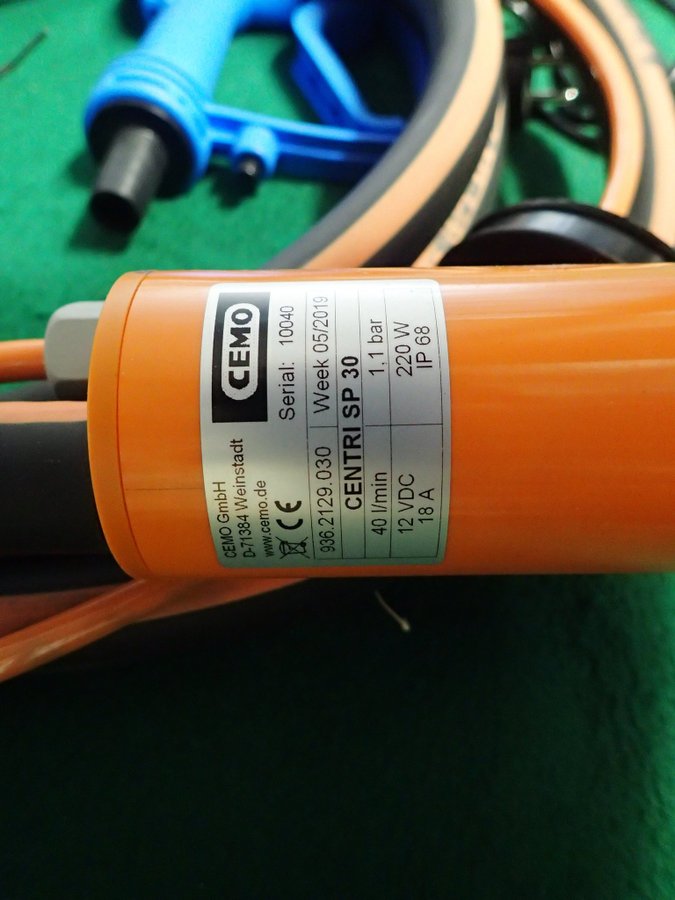 CEMO GmbH
D-71384 Weinstadt
www.cemo.de
CE
CEMO
Serial: 10040
936.2129.030 Week 05/2019
CENTRI SP 30
40 l/min 1,1 bar
12 VDC 220 W
18 A IP 68